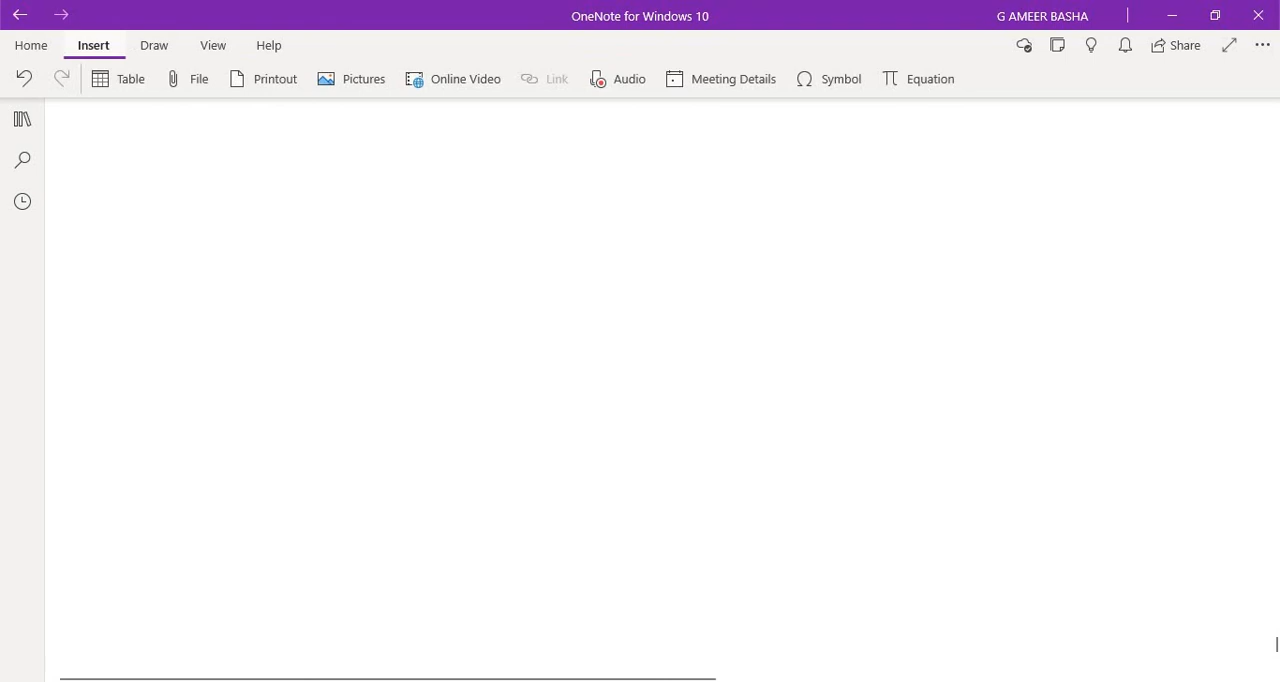 OneNote for Windows 10
G AMEER BASHA
Home Insert Draw View Help Share
Table File Printout Pictures Online Video Link Audio Meeting Details Symbol Equation